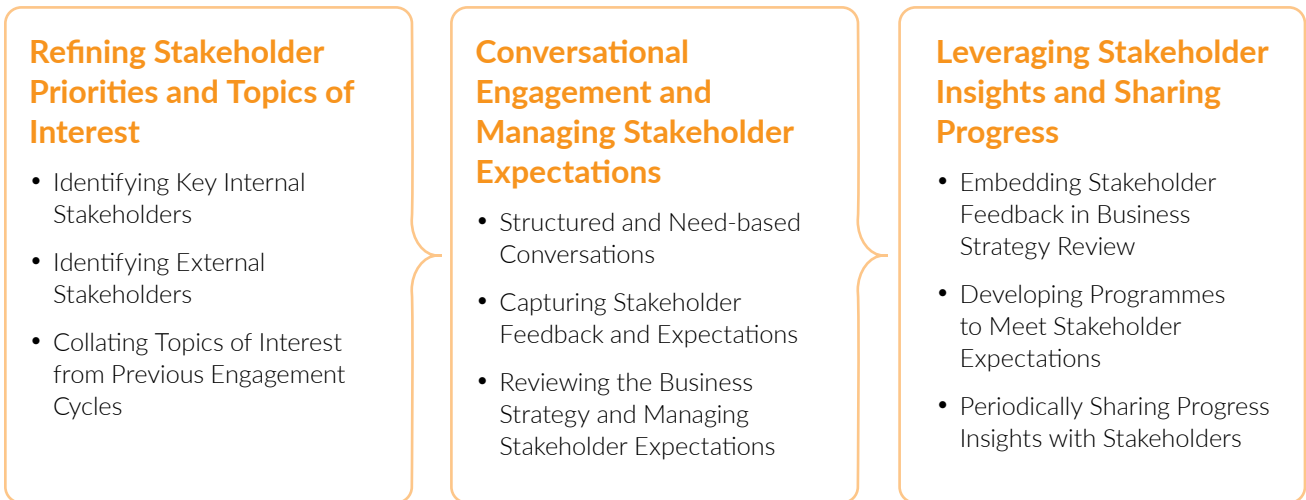 Refining Stakeholder
Priorities and Topics of
Interest
• Identifying Key Internal
Stakeholders
• Identifying External
Stakeholders
• Collating Topics of Interest
from Previous Engagement
Cycles
Conversational
Engagement and
Managing Stakeholder
Expectations
• Structured and Need-based
Conversations
• Capturing Stakeholder
Feedback and Expectations
• Reviewing the Business
Strategy and Managing
Stakeholder Expectations
Leveraging Stakeholder
Insights and Sharing
Progress
• Embedding Stakeholder
Feedback in Business
Strategy Review
• Developing Programmes
to Meet Stakeholder
Expectations
• Periodically Sharing Progress
Insights with Stakeholders